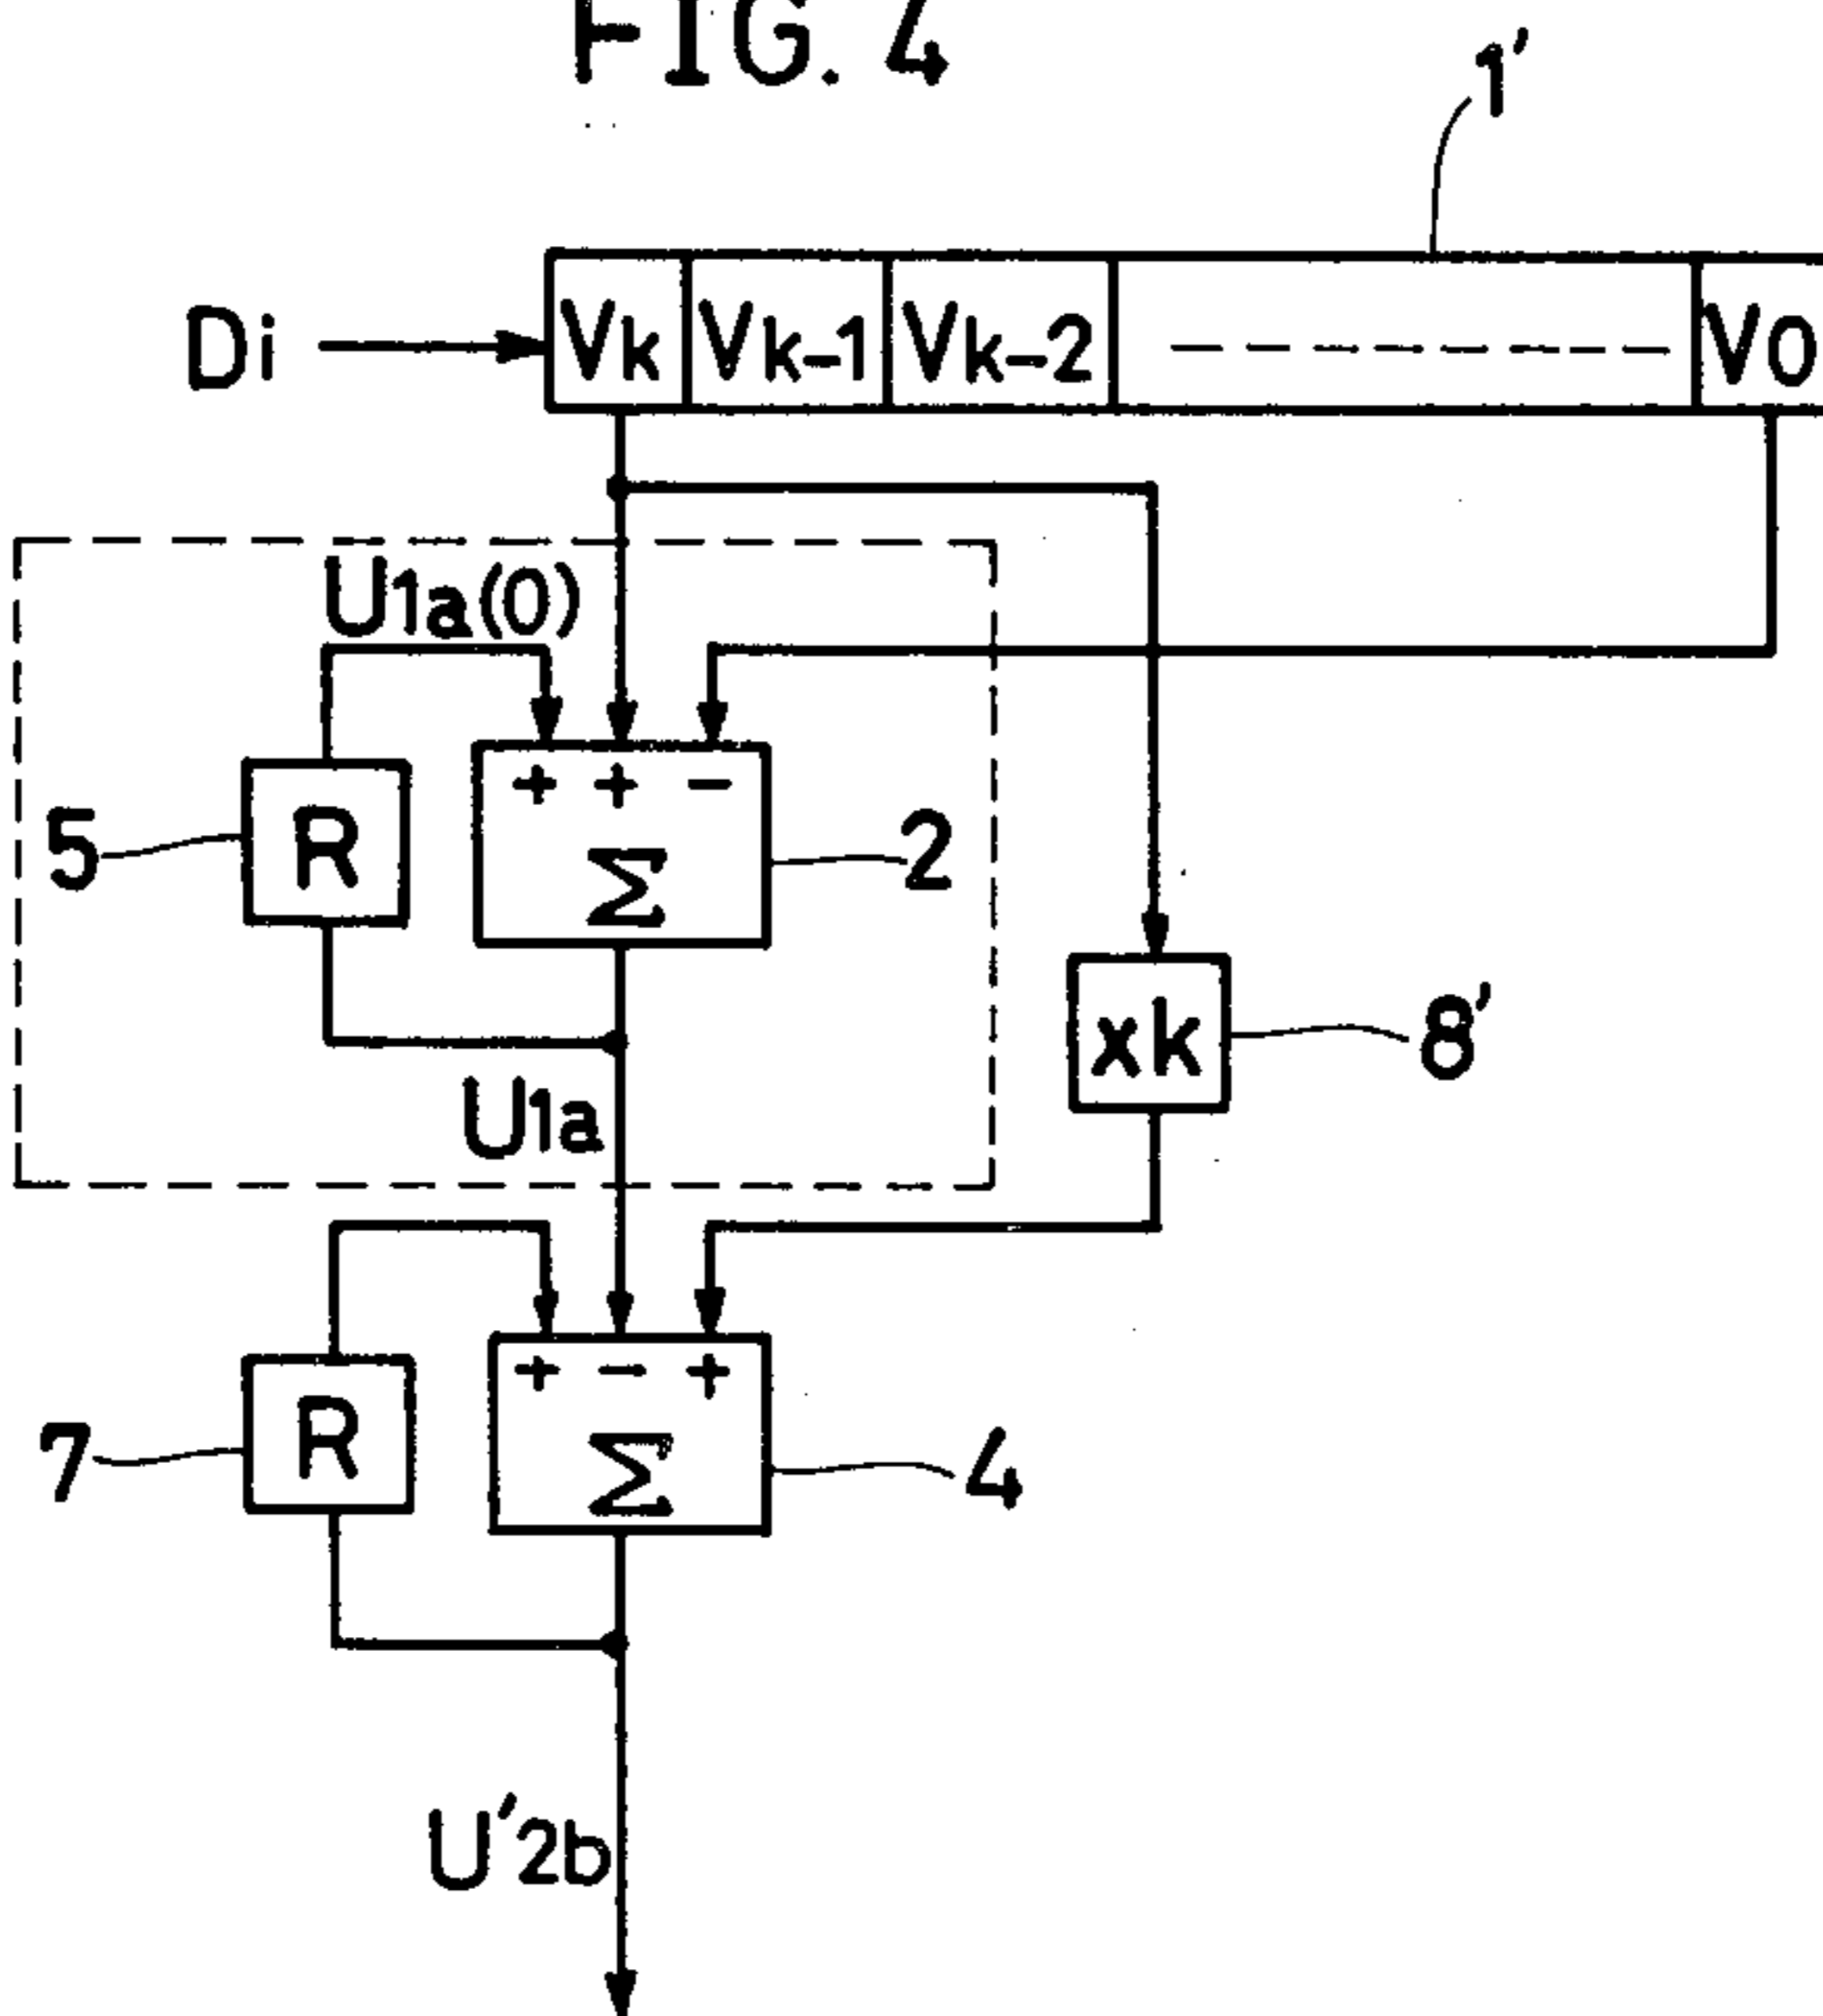 FIG. 4
1'
Di
Vk Vk-1 Vk-2 V0
U1a(0)
+ + -
5 R Σ 2
xk 8'
U1a
+ - +
7 R Σ 4
U'2b